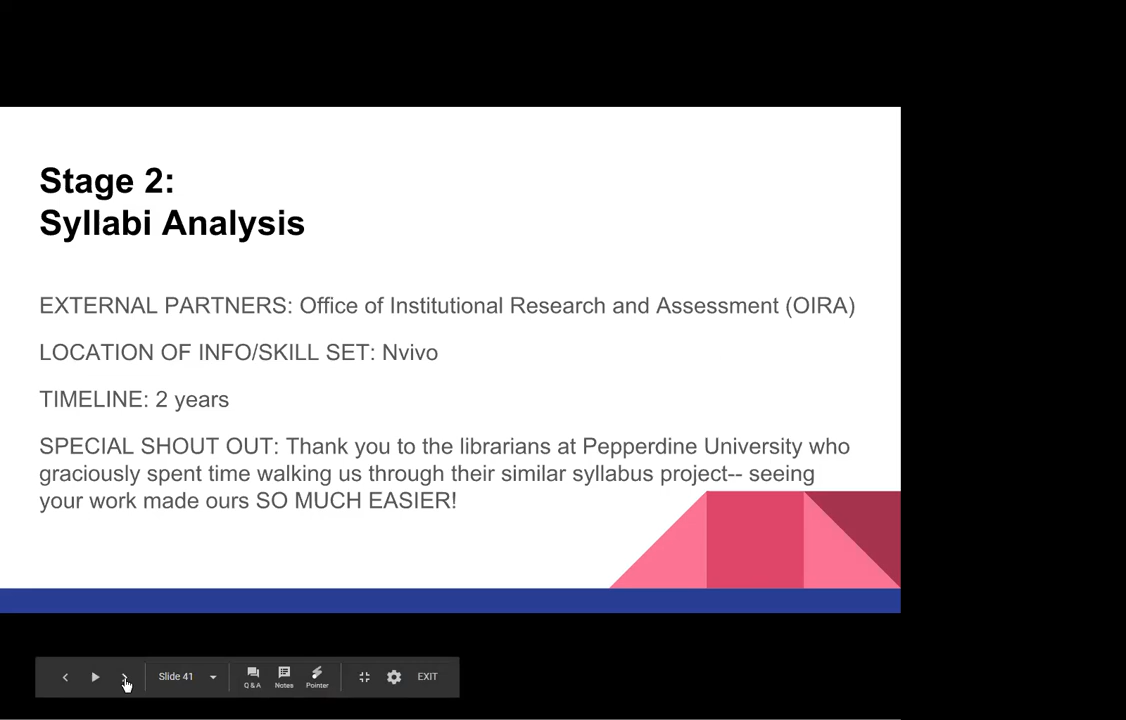 Stage 2:
Syllabi Analysis
EXTERNAL PARTNERS: Office of Institutional Research and Assessment (OIRA)
LOCATION OF INFO/SKILL SET: Nvivo
TIMELINE: 2 years
SPECIAL SHOUT OUT: Thank you to the librarians at Pepperdine University who
graciously spent time walking us through their similar syllabus project-- seeing
your work made ours SO MUCH EASIER!
Slide 41
Q & A
Notes
Pointer
EXIT